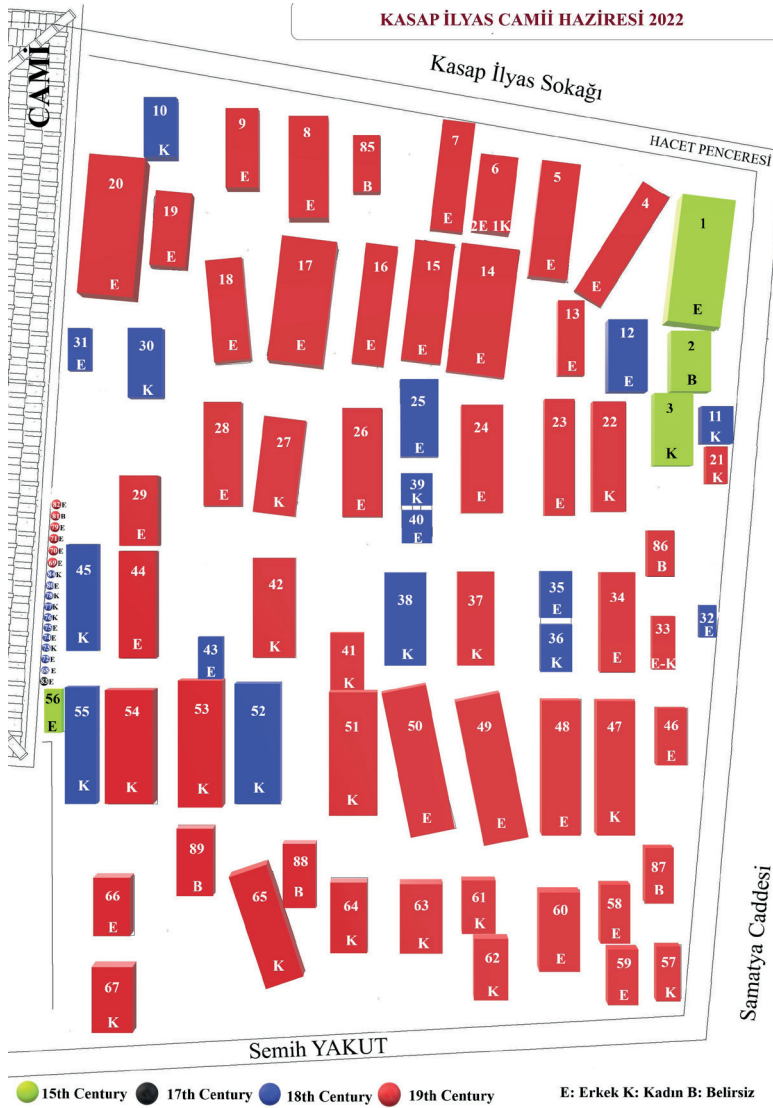 KASAP İLYAS CAMİİ HAZİRESİ 2022
Kasap İlyas Sokağı
HACET PENCERESİ
CAMİ
10
K
9
E
8
E
85
B
7
E
6
2E 1K
5
E
4
E
1
E
20
E
19
E
18
E
17
E
16
E
15
E
14
E
13
E
12
E
2
B
3
K
11
K
21
K
31
E
30
K
28
E
27
K
26
E
25
E
39
K
40
E
24
E
23
E
22
K
29
E
45
K
44
E
42
K
43
E
41
K
38
K
37
K
35
E
36
K
34
E
86
B
33
E-K
32
E
56
E
55
K
54
K
53
K
52
K
51
K
50
E
49
E
48
E
47
K
46
E
89
B
88
B
66
E
65
K
64
K
63
K
61
K
62
K
60
E
58
E
59
E
87
B
57
K
67
K
Samatya Caddesi
Semih YAKUT
15th Century
17th Century
18th Century
19th Century
E: Erkek K: Kadın B: Belirsiz